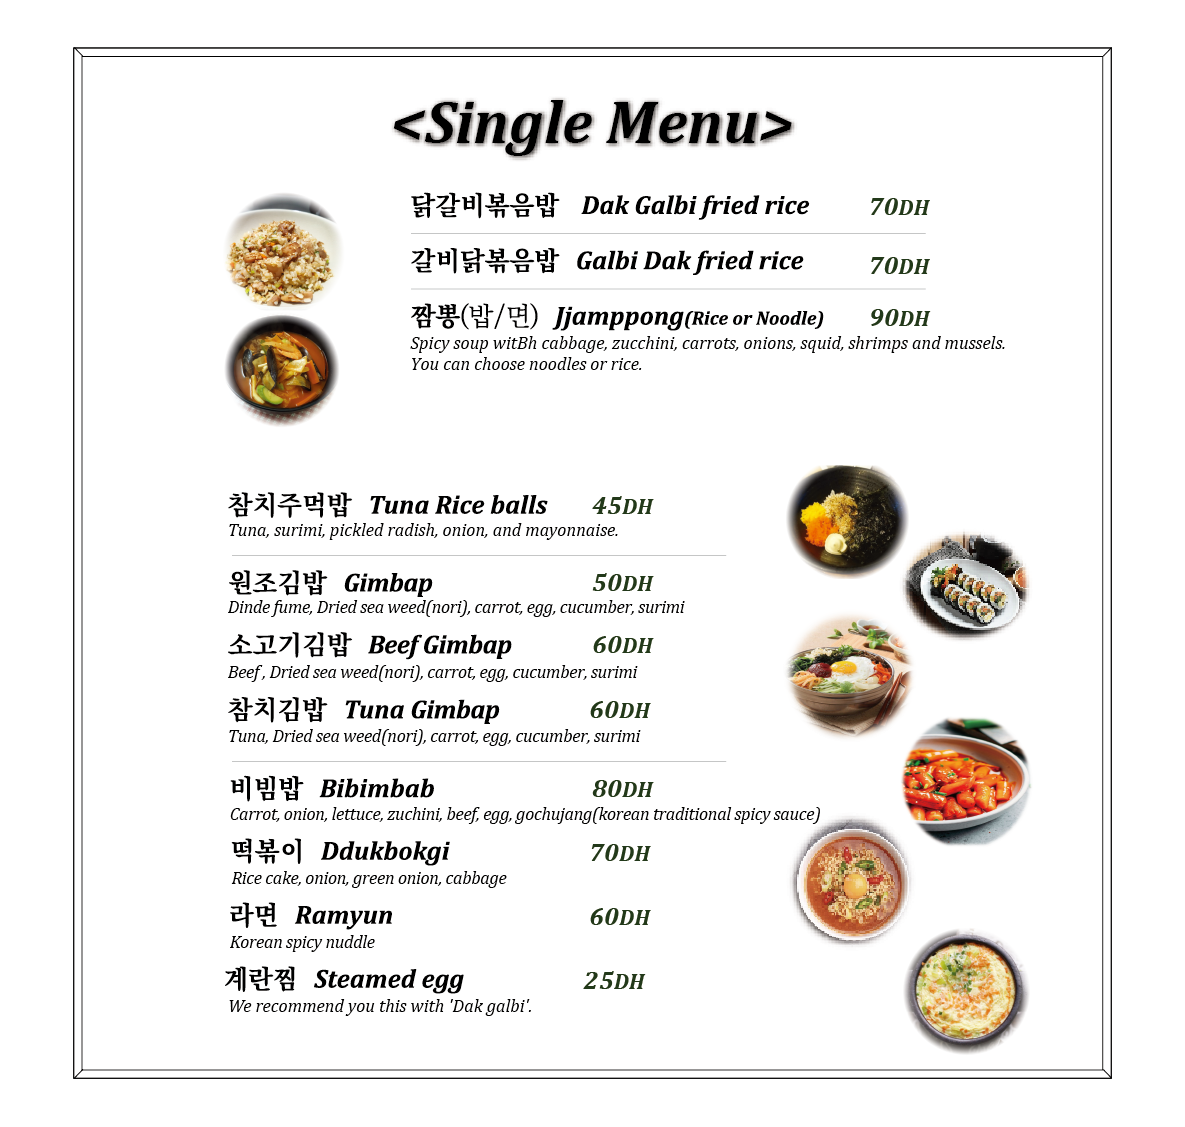 <Single Menu>
닭갈비볶음밥 Dak Galbi fried rice 70DH
갈비닭볶음밥 Galbi Dak fried rice 70DH
짬뽕(밥/면) Jjamppong(Rice or Noodle) 90DH
Spicy soup witBh cabbage, zucchini, carrots, onions, squid, shrimps and mussels.
You can choose noodles or rice.
참치주먹밥 Tuna Rice balls 45DH
Tuna, surimi, pickled radish, onion, and mayonnaise.
원조김밥 Gimbap 50DH
Dinde fume, Dried sea weed(nori), carrot, egg, cucumber, surimi
소고기김밥 Beef Gimbap 60DH
Beef, Dried sea weed(nori), carrot, egg, cucumber, surimi
참치김밥 Tuna Gimbap 60DH
Tuna, Dried sea weed(nori), carrot, egg, cucumber, surimi
비빔밥 Bibimbab 80DH
Carrot, onion, lettuce, zuchini, beef, egg, gochujang(korean traditional spicy sauce)
떡볶이 Ddukbokgi 70DH
Rice cake, onion, green onion, cabbage
라면 Ramyun 60DH
Korean spicy nuddle
계란찜 Steamed egg 25DH
We recommend you this with 'Dak galbi'.